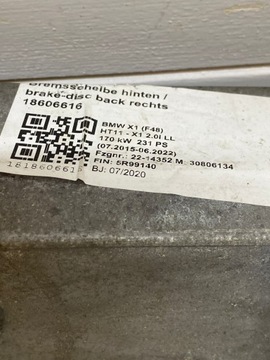 Bremsscheibe hinten /
brake-disc back rechts
18606616
BMW X1 (F48)
HT11 - X1 2.0i LL
170 kW 231 PS
(07.2015-06.2022)
Fzgnr.: 22-14352 M: 30806134
FIN: 5R99140
BJ: 07/2020
1618606616